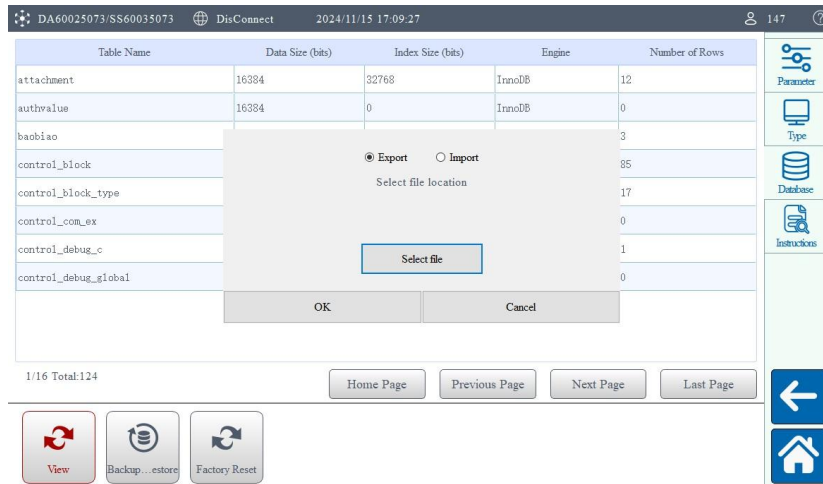 DA60025073/SS60035073 DisConnect 2024/11/15 17:09:27 147
Table Name Data Size (bits) Index Size (bits) Engine Number of Rows
attachment 16384 32768 InnoDB 12
authvalue 16384 0 InnoDB 0
baobiao 3
control_block 85
control_block_type 17
control_com_ex 0
control_debug_c 1
control_debug_global 0
Export Import
Select file location
Select file
OK Cancel
1/16 Total:124
Home Page Previous Page Next Page Last Page
View Backup...estore Factory Reset
Parameter
Type
Database
Instructions